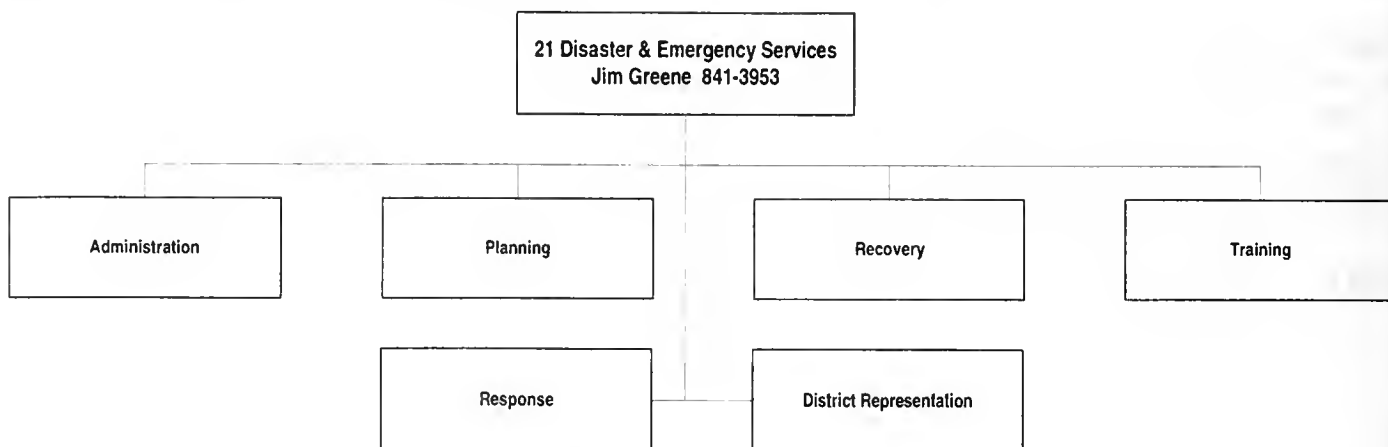 21 Disaster & Emergency Services
Jim Greene 841-3953
Administration
Planning
Recovery
Training
Response
District Representation